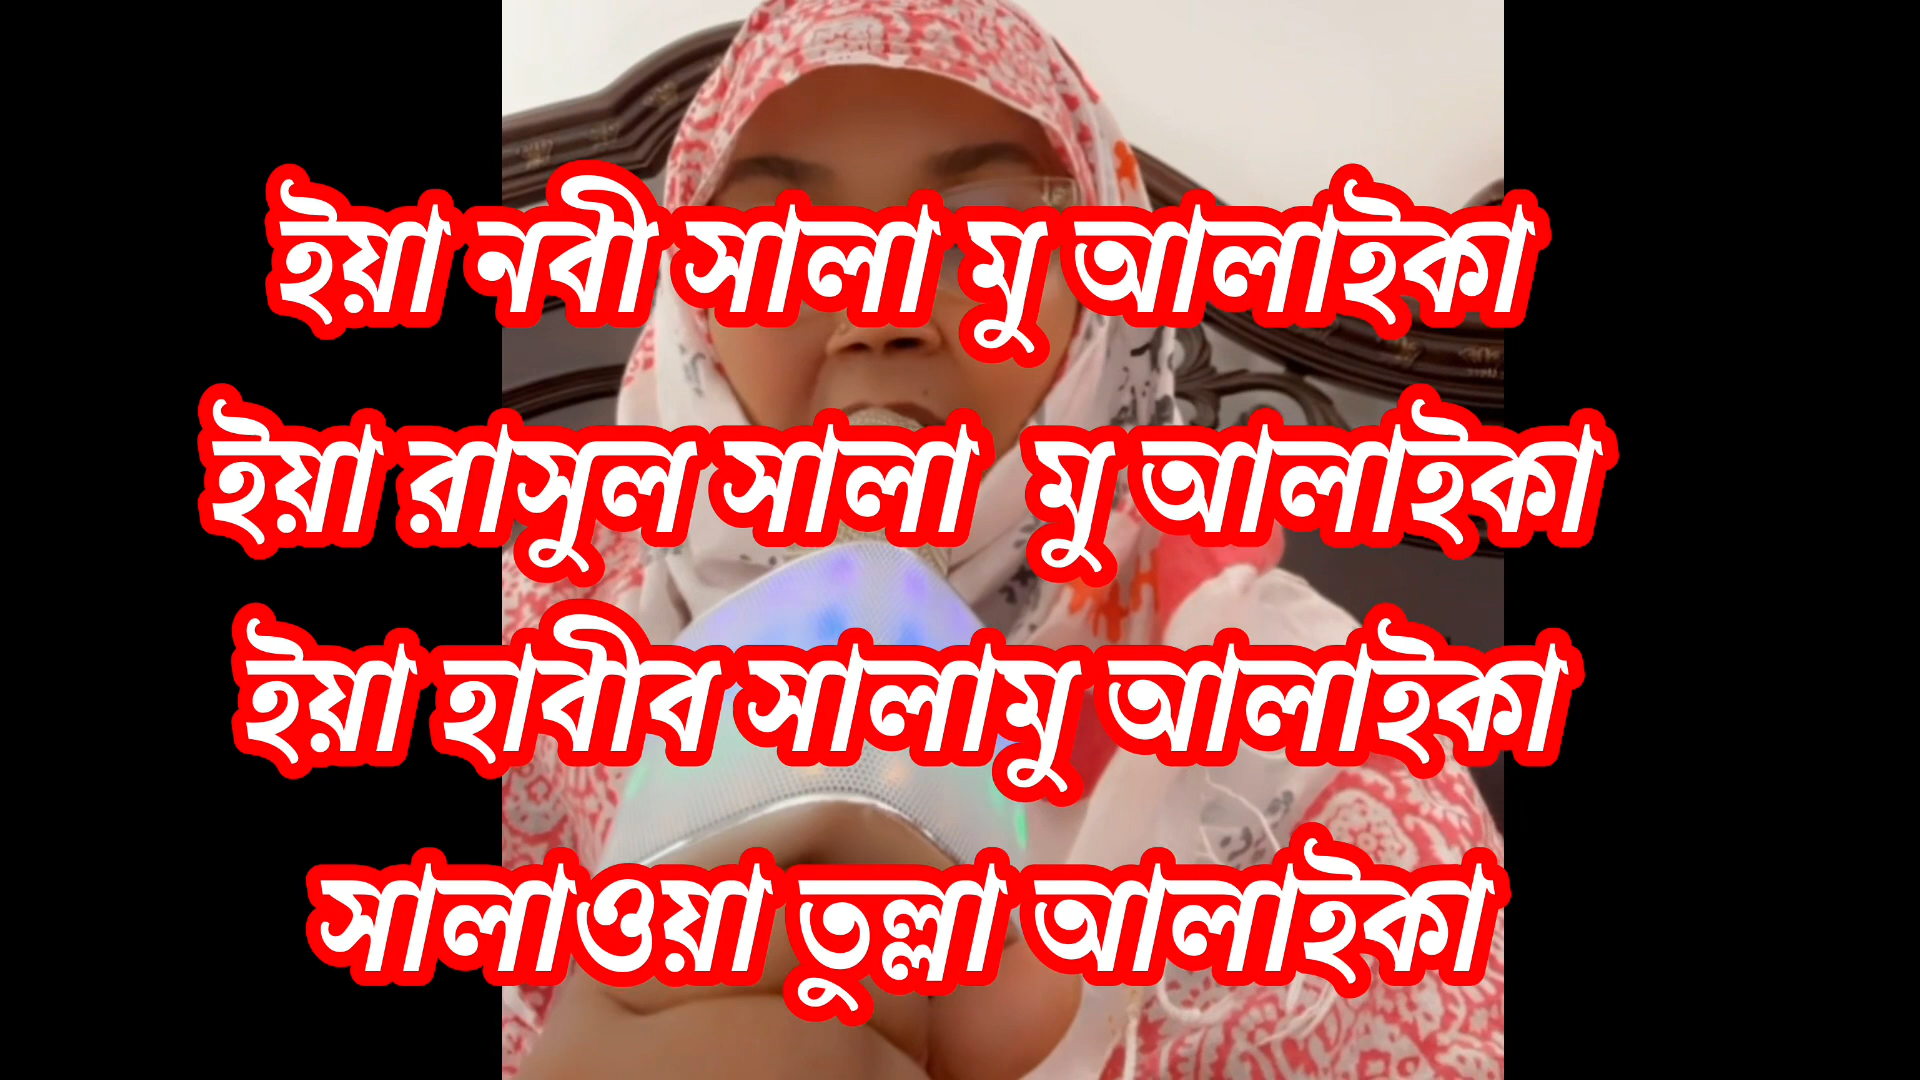 ইয়া নবী সালা মু আলাইকা
ইয়া রাসুল সালা মু আলাইকা
ইয়া হাবীব সালামু আলাইকা
সালাওয়া তুল্লা আলাইকা